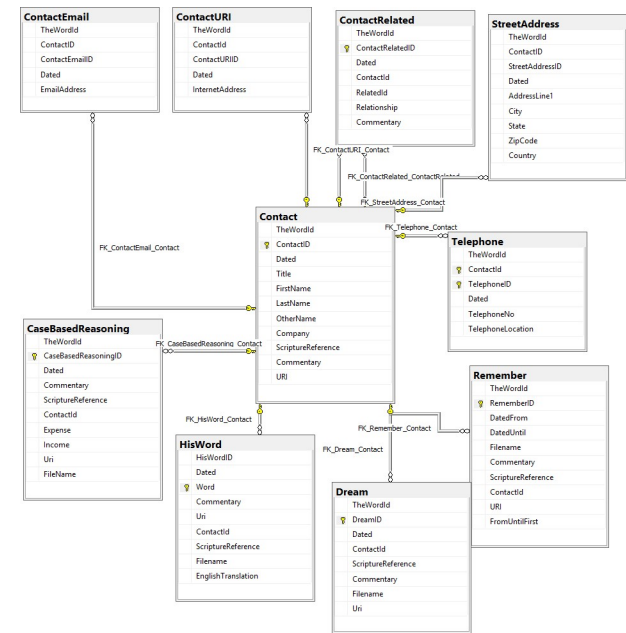 ContactEmail
TheWordId
ContactID
ContactEmailID
Dated
EmailAddress
ContactURI
TheWordId
ContactId
ContactURIID
Dated
InternetAddress
ContactRelated
TheWordId
ContactRelatedID
Dated
ContactId
RelatedId
Relationship
Commentary
StreetAddress
TheWordId
ContactID
StreetAddressID
Dated
AddressLine1
City
State
ZipCode
Country
FK_ContactURI_Contact
FK_ContactRelated_ContactRelated
FK_StreetAddress_Contact
FK_Telephone_Contact
FK_ContactEmail_Contact
Contact
TheWordId
ContactID
Dated
Title
FirstName
LastName
OtherName
Company
ScriptureReference
Commentary
URI
Telephone
TheWordId
ContactId
TelephoneID
Dated
TelephoneNo
TelephoneLocation
CaseBasedReasoning
TheWordId
CaseBasedReasoningID
Dated
Commentary
ScriptureReference
ContactId
Expense
Income
Uri
FileName
FK_CaseBasedReasoning_Contact
FK_HisWord_Contact
FK_Remember_Contact
FK_Dream_Contact
Remember
TheWordId
RememberID
DatedFrom
DatedUntil
Filename
Commentary
ScriptureReference
ContactId
URI
FromUntilFirst
HisWord
HisWordID
Dated
Word
Commentary
Uri
ContactId
ScriptureReference
Filename
EnglishTranslation
Dream
TheWordId
DreamID
Dated
ContactId
ScriptureReference
Commentary
Filename
Uri